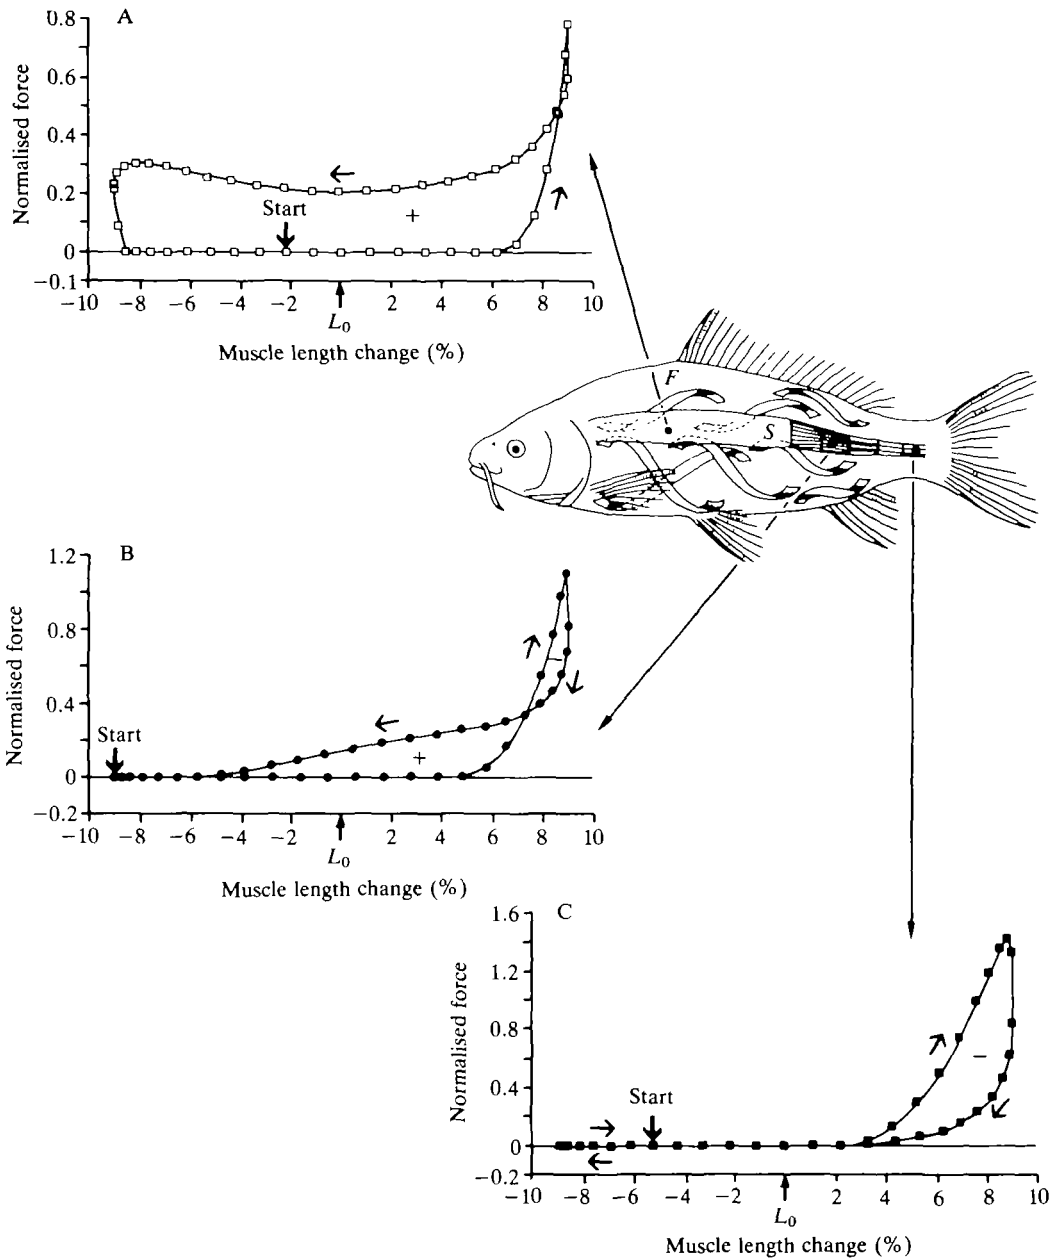 A
0.8
0.6
0.4
0.2
0
−0.1
Normalised force
Start
+
−10 −8 −6 −4 −2 2 4 6 8 10
L0
Muscle length change (%)
F
S
B
1.2
0.8
0.4
0
−0.2
Normalised force
Start
+
−
−10 −8 −6 −4 −2 2 4 6 8 10
L0
Muscle length change (%)
C
1.6
1.2
0.8
0.4
0
−0.2
Normalised force
Start
−
−10 −8 −6 −4 −2 2 4 6 8 10
L0
Muscle length change (%)